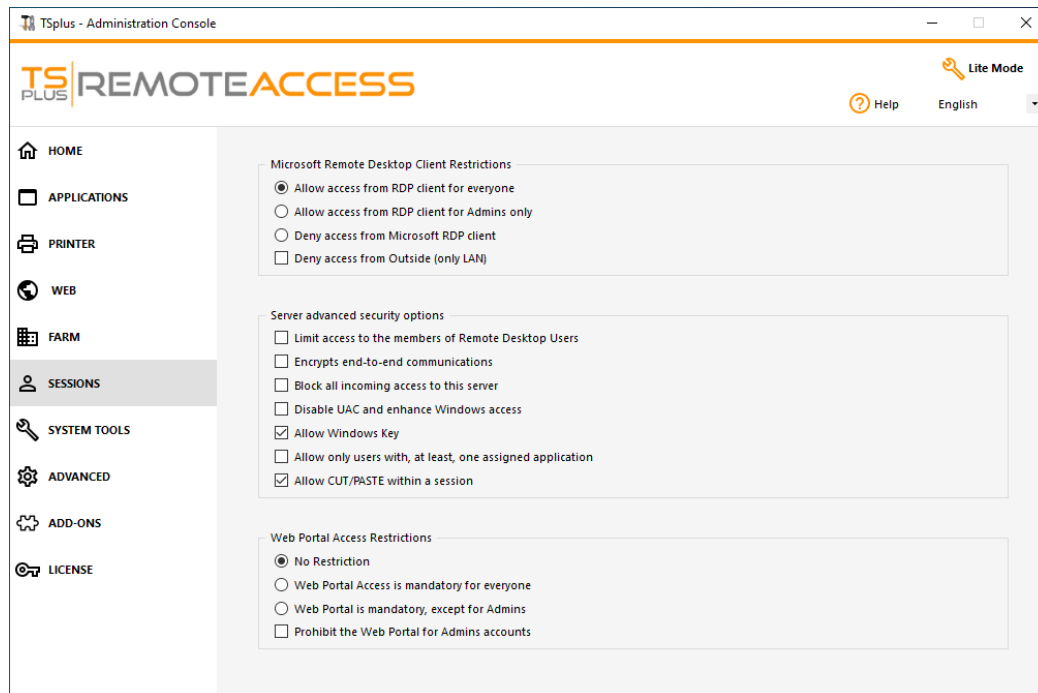 TSplus - Administration Console
TS PLUS REMOTEACCESS
Lite Mode
Help
English
HOME
APPLICATIONS
PRINTER
WEB
FARM
SESSIONS
SYSTEM TOOLS
ADVANCED
ADD-ONS
LICENSE
Microsoft Remote Desktop Client Restrictions
Allow access from RDP client for everyone
Allow access from RDP client for Admins only
Deny access from Microsoft RDP client
Deny access from Outside (only LAN)
Server advanced security options
Limit access to the members of Remote Desktop Users
Encrypts end-to-end communications
Block all incoming access to this server
Disable UAC and enhance Windows access
Allow Windows Key
Allow only users with, at least, one assigned application
Allow CUT/PASTE within a session
Web Portal Access Restrictions
No Restriction
Web Portal Access is mandatory for everyone
Web Portal is mandatory, except for Admins
Prohibit the Web Portal for Admins accounts